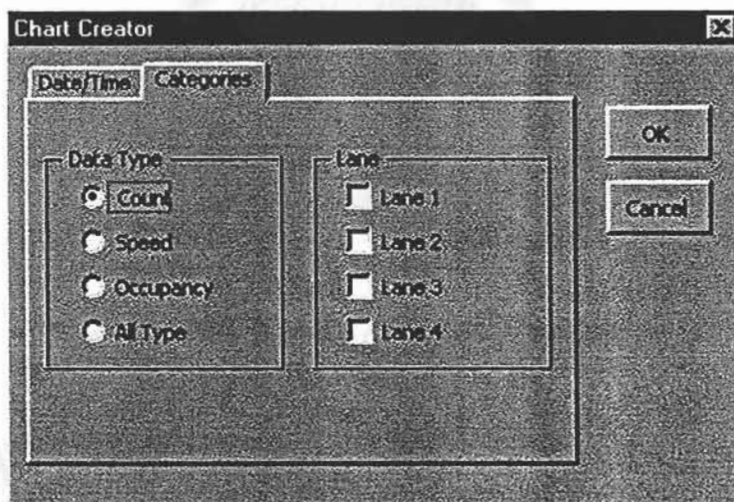 Chart Creator
Date/Time
Categories
Data Type
Count
Speed
Occupancy
All Type
Lane
Lane 1
Lane 2
Lane 3
Lane 4
OK
Cancel